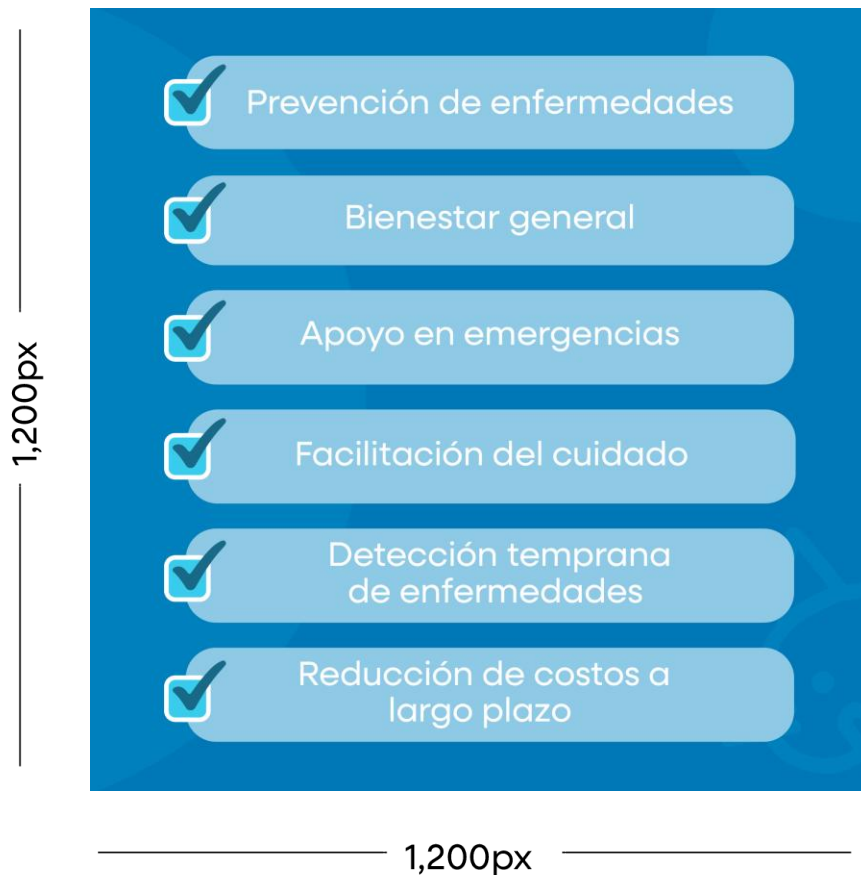 Prevención de enfermedades
Bienestar general
Apoyo en emergencias
Facilitación del cuidado
Detección temprana
de enfermedades
Reducción de costos a
largo plazo
1,200px
1,200px